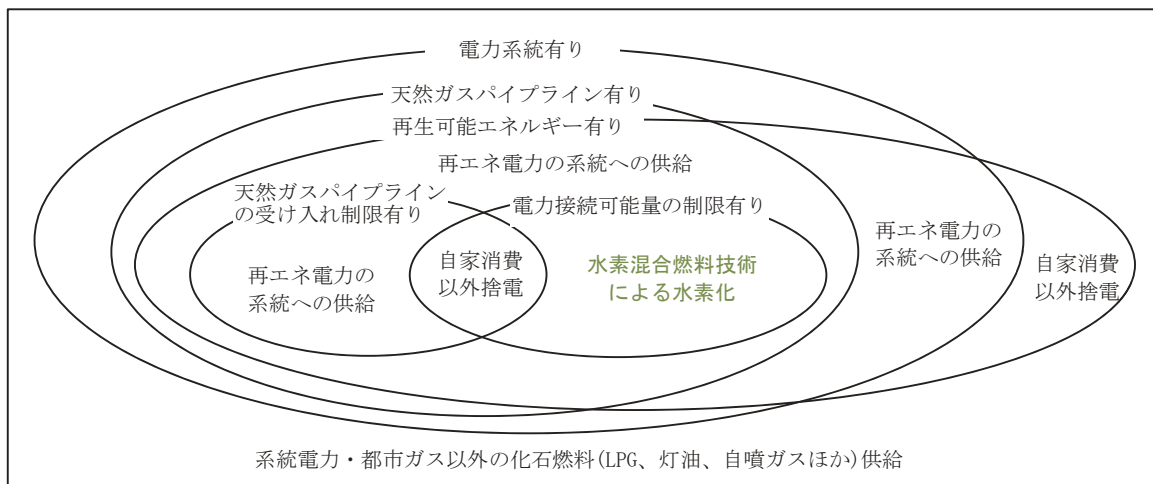 電力系統有り
天然ガスパイプライン有り
再生可能エネルギー有り
再エネ電力の系統への供給
天然ガスパイプライン
の受け入れ制限有り
電力接続可能量の制限有り
再エネ電力の
系統への供給
自家消費
以外捨電
水素混合燃料技術
による水素化
再エネ電力の
系統への供給
自家消費
以外捨電
系統電力・都市ガス以外の化石燃料(LPG、灯油、自噴ガスほか)供給